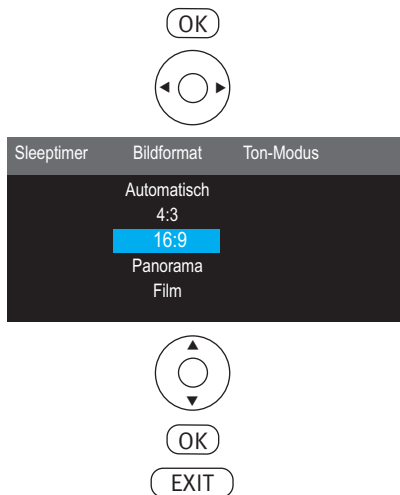 OK
Sleeptimer Bildformat Ton-Modus
Automatisch
4:3
16:9
Panorama
Film
OK
EXIT